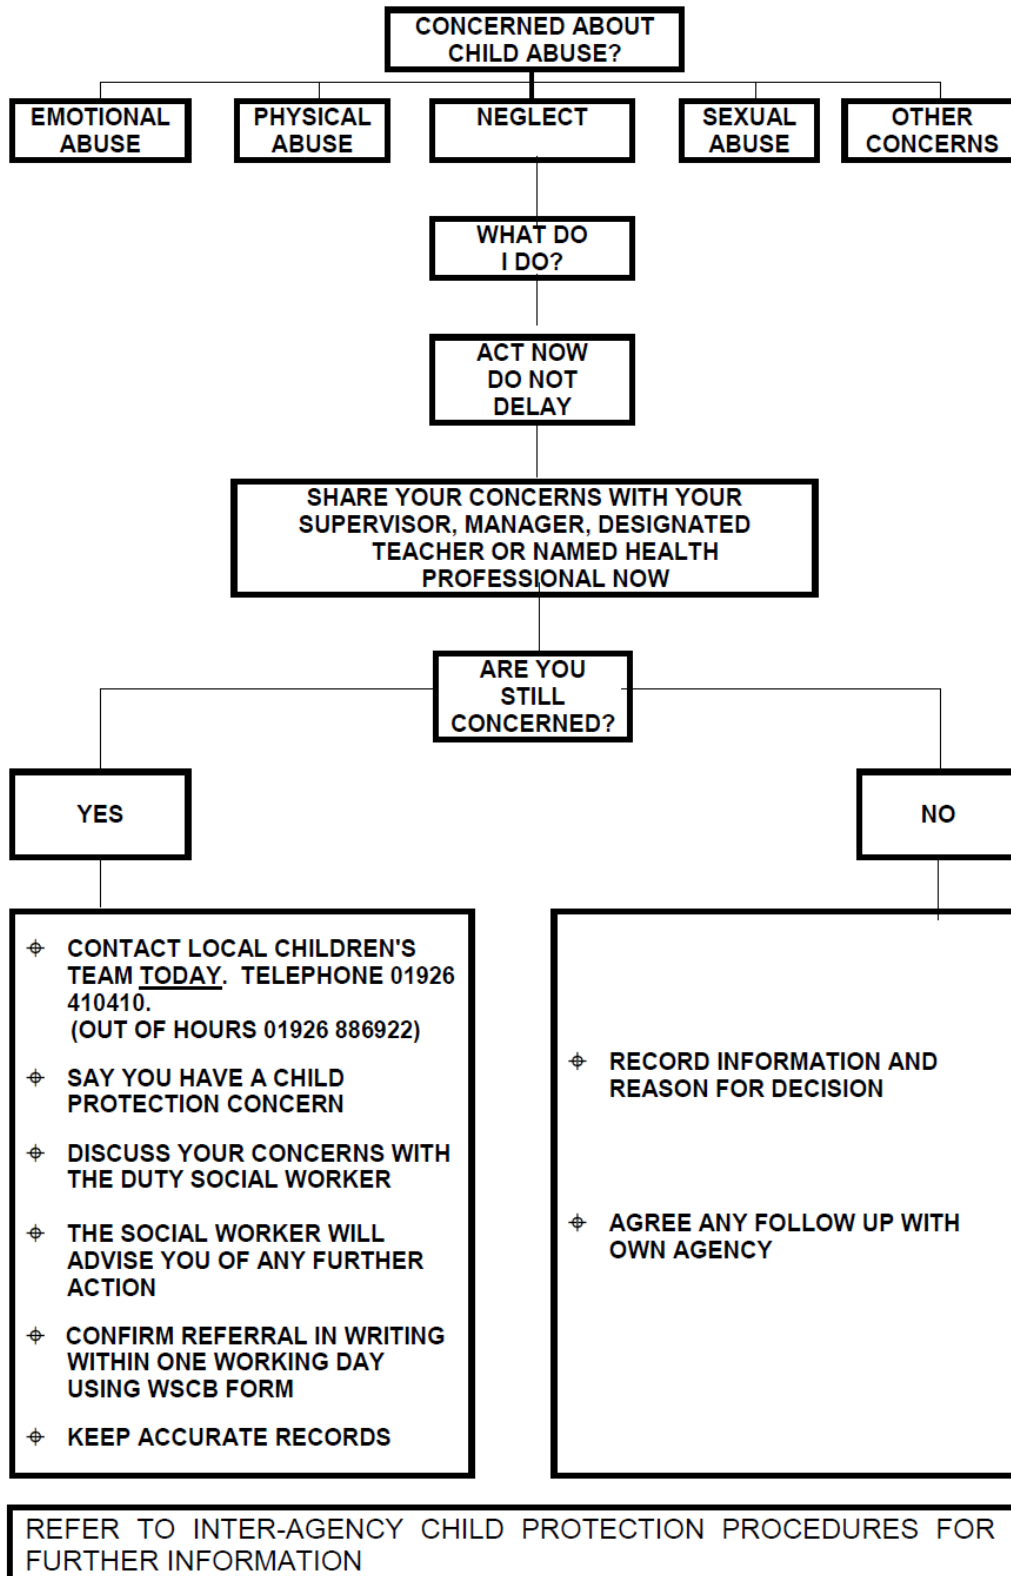 CONCERNED ABOUT
CHILD ABUSE?
EMOTIONAL
ABUSE
PHYSICAL
ABUSE
NEGLECT
SEXUAL
ABUSE
OTHER
CONCERNS
WHAT DO
I DO?
ACT NOW
DO NOT
DELAY
SHARE YOUR CONCERNS WITH YOUR
SUPERVISOR, MANAGER, DESIGNATED
TEACHER OR NAMED HEALTH
PROFESSIONAL NOW
ARE YOU
STILL
CONCERNED?
YES
NO
CONTACT LOCAL CHILDREN'S
TEAM TODAY. TELEPHONE 01926
410410.
(OUT OF HOURS 01926 886922)
SAY YOU HAVE A CHILD
PROTECTION CONCERN
DISCUSS YOUR CONCERNS WITH
THE DUTY SOCIAL WORKER
THE SOCIAL WORKER WILL
ADVISE YOU OF ANY FURTHER
ACTION
CONFIRM REFERRAL IN WRITING
WITHIN ONE WORKING DAY
USING WSCB FORM
KEEP ACCURATE RECORDS
RECORD INFORMATION AND
REASON FOR DECISION
AGREE ANY FOLLOW UP WITH
OWN AGENCY
REFER TO INTER-AGENCY CHILD PROTECTION PROCEDURES FOR
FURTHER INFORMATION